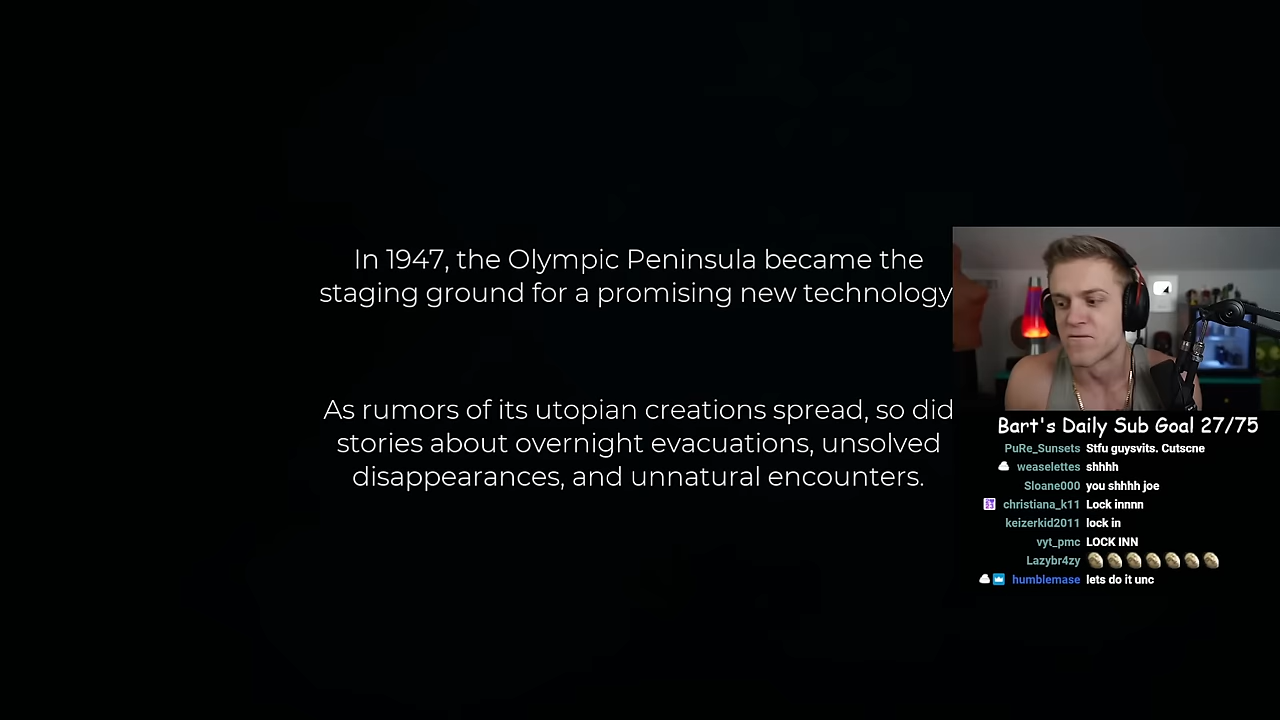 In 1947, the Olympic Peninsula became the
staging ground for a promising new technology
As rumors of its utopian creations spread, so did
stories about overnight evacuations, unsolved
disappearances, and unnatural encounters.
Bart's Daily Sub Goal 27/75
PuRe_Sunsets Stfu guysvits. Cutscne
weaselettes shhhh
Sloane000 you shhhh joe
christiana_k11 Lock innnn
keizerkid2011 lock in
vyt_pmc LOCK INN
Lazybr4zy
humblemase lets do it unc